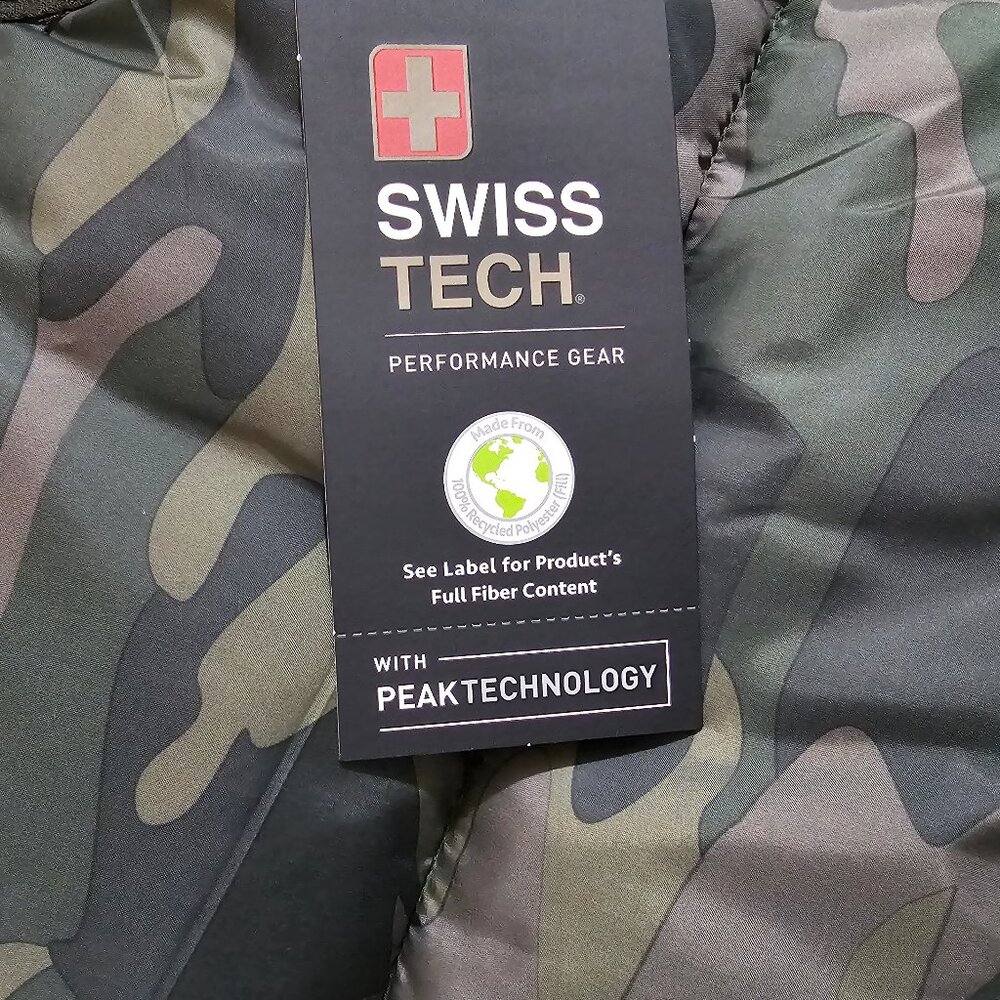 SWISS
TECH®
PERFORMANCE GEAR
Made From
100% Recycled Polyester (Fill)
See Label for Product's
Full Fiber Content
WITH
PEAKTECHNOLOGY